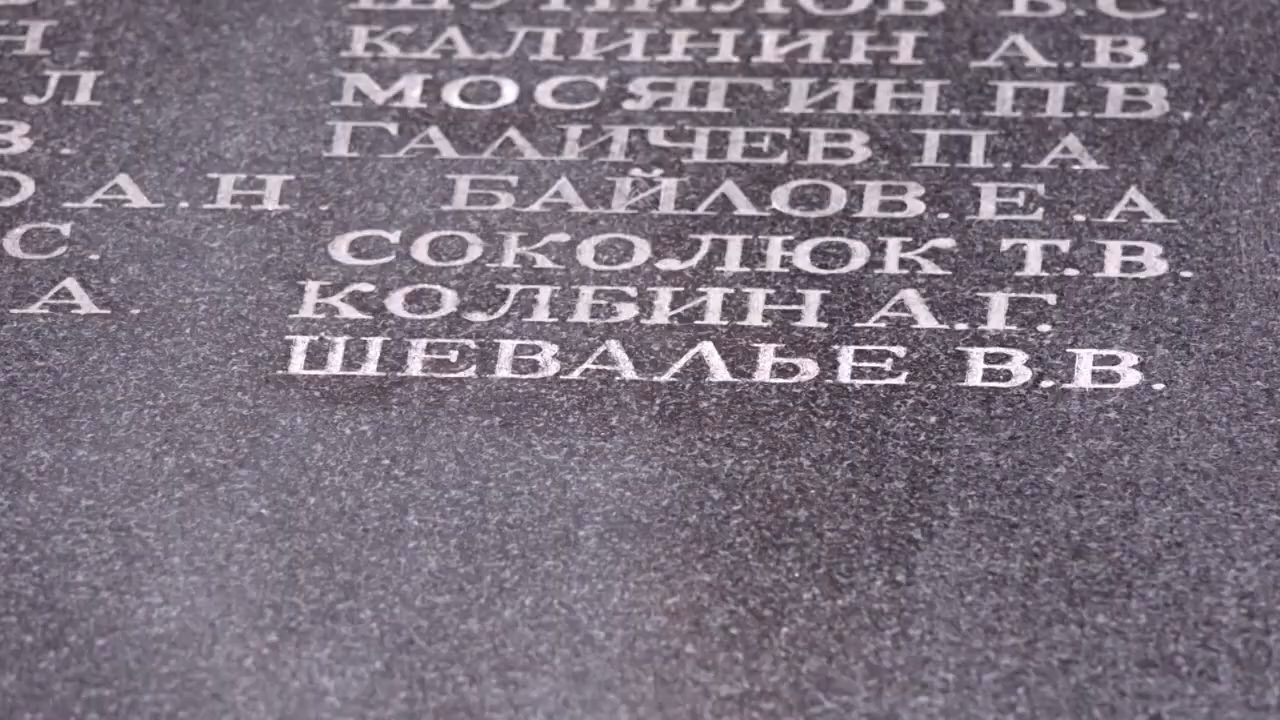 Н. КАЛИНИН А.В.
Л. МОСЯГИН.П.В.
В. ГАЛИЧЕВ П.А
А.Н. БАЙЛОВ.Е.А
С. СОКОЛЮК Т.В.
А. КОЛБИН А.Г.
ШЕВАЛЬЕ В.В.